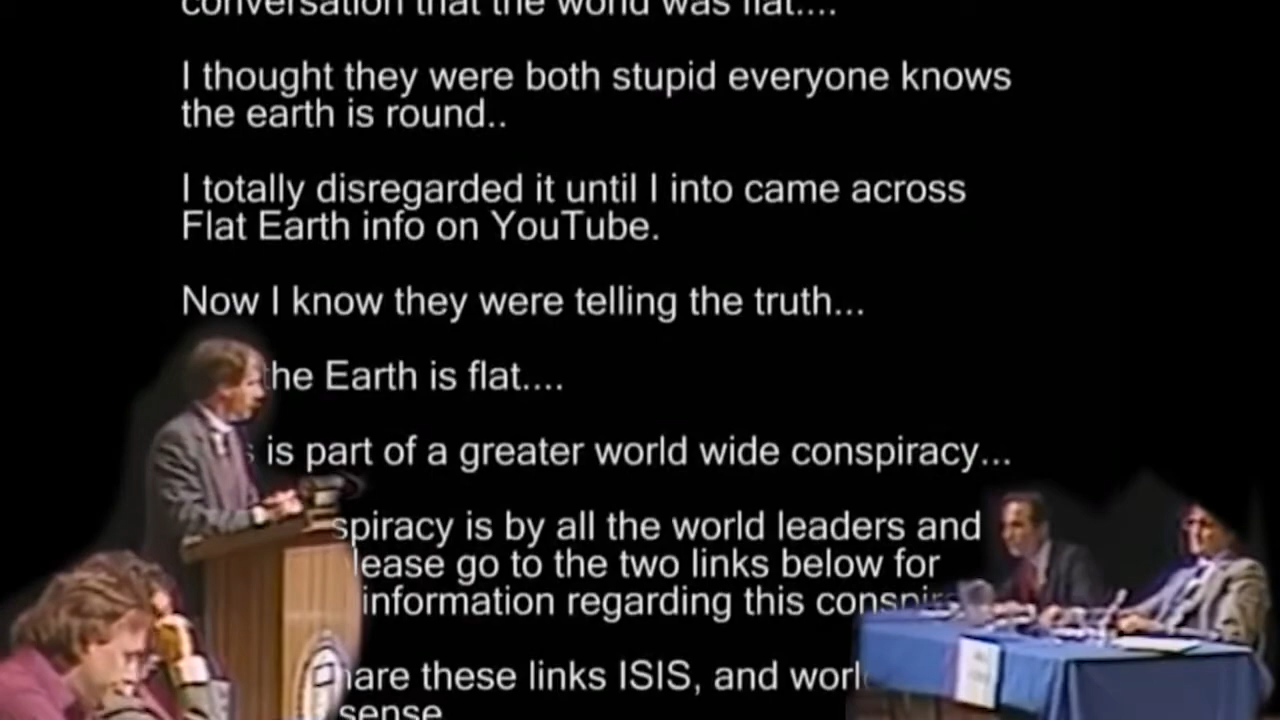 conversation that the world was flat....
I thought they were both stupid everyone knows
the earth is round..
I totally disregarded it until I into came across
Flat Earth info on YouTube.
Now I know they were telling the truth...
he Earth is flat....
s is part of a greater world wide conspiracy...
spiracy is by all the world leaders and
lease go to the two links below for
information regarding this conspir
hare these links ISIS, and worl
sense